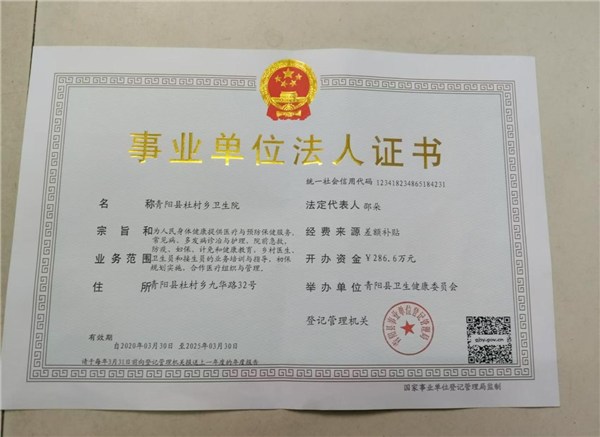 事业单位法人证书
统一社会信用代码 123418234865184231
名称 青阳县杜村乡卫生院
宗旨和业务范围
为人民身体健康提供医疗与预防保健服务。
常见病、多发病诊治与护理,院前急救,
防疫、妇保、计免和健康教育,乡村医生、
卫生员和接生员的业务培训与指导,初保
规划实施,合作医疗组织与管理。
住所 青阳县杜村乡九华路32号
法定代表人 邵朵
经费来源 差额补贴
开办资金 ￥286.6万元
举办单位 青阳县卫生健康委员会
登记管理机关
有效期
自2020年03月30日 至2025年03月30日
请于每年3月31日前向登记管理机关报送上一年度的年度报告
国家事业单位登记管理局监制